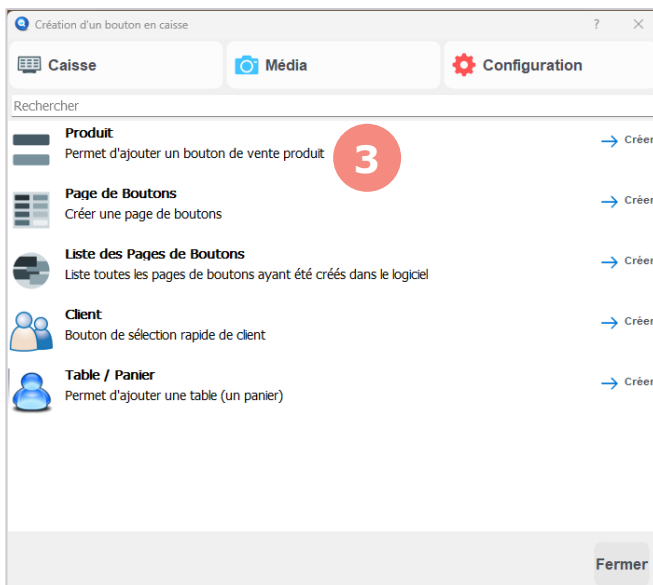 Création d'un bouton en caisse
?
Caisse
Média
Configuration
Rechercher
Produit
Permet d'ajouter un bouton de vente produit
3
Créer
Page de Boutons
Créer une page de boutons
Créer
Liste des Pages de Boutons
Liste toutes les pages de boutons ayant été créés dans le logiciel
Créer
Client
Bouton de sélection rapide de client
Créer
Table / Panier
Permet d'ajouter une table (un panier)
Créer
Fermer